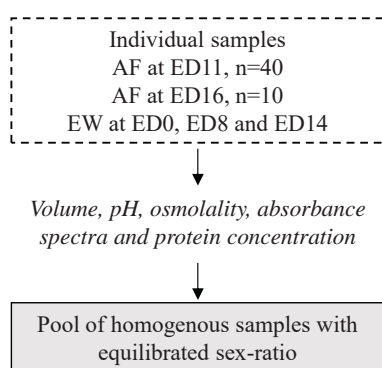 Individual samples
AF at ED11, n=40
AF at ED16, n=10
EW at ED0, ED8 and ED14
Volume, pH, osmolality, absorbance
spectra and protein concentration
Pool of homogenous samples with
equilibrated sex-ratio